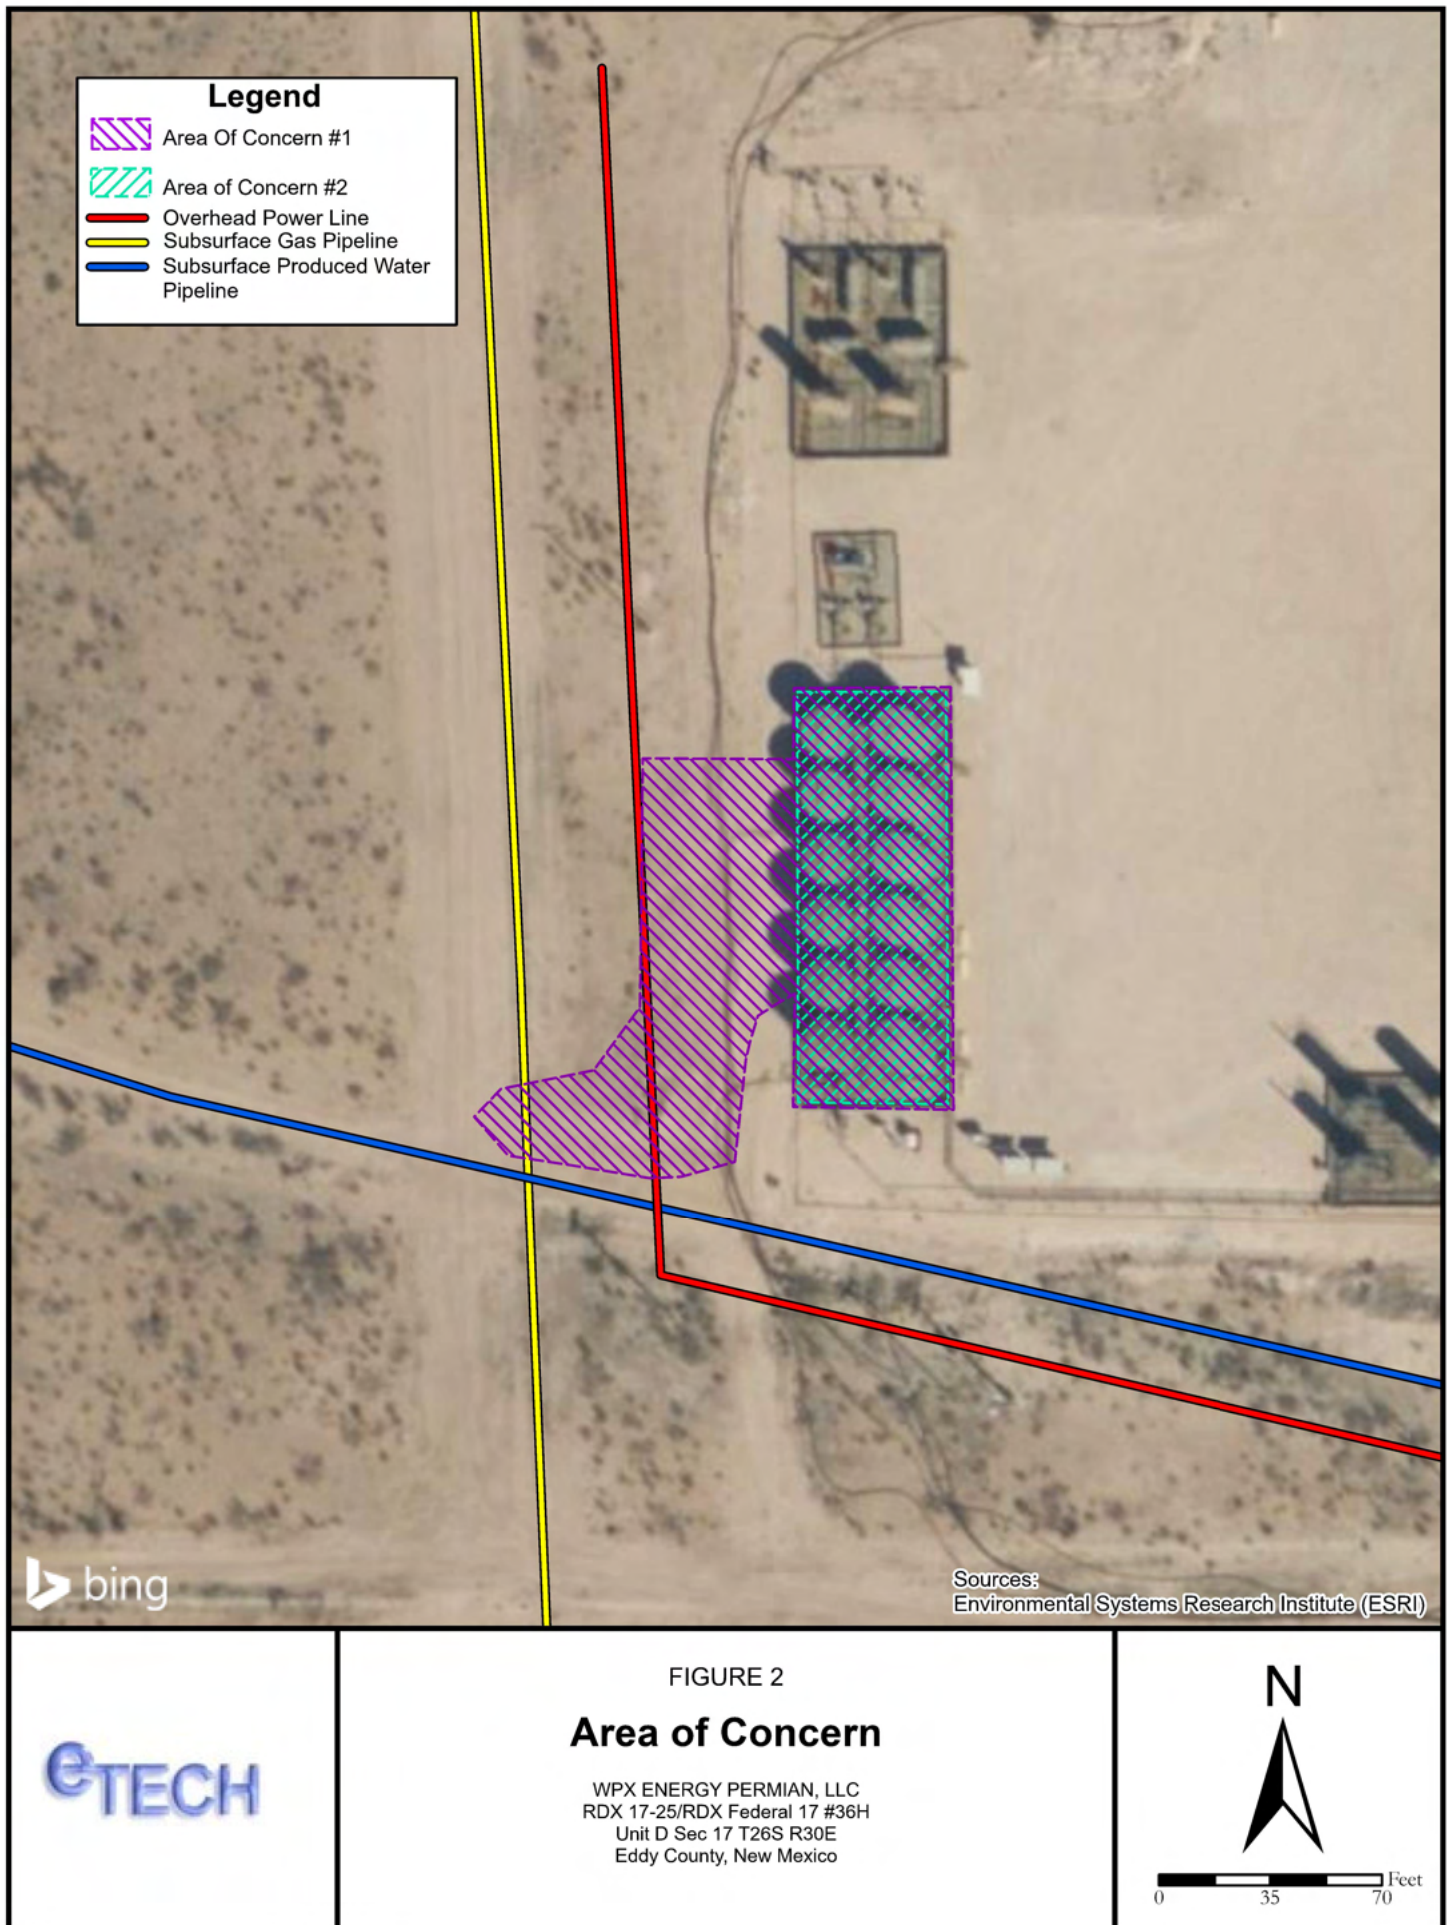 Legend
Area Of Concern #1
Area of Concern #2
Overhead Power Line
Subsurface Gas Pipeline
Subsurface Produced Water
Pipeline
bing
Sources:
Environmental Systems Research Institute (ESRI)
eTECH
FIGURE 2
Area of Concern
WPX ENERGY PERMIAN, LLC
RDX 17-25/RDX Federal 17 #36H
Unit D Sec 17 T26S R30E
Eddy County, New Mexico
N
Feet
0 35 70